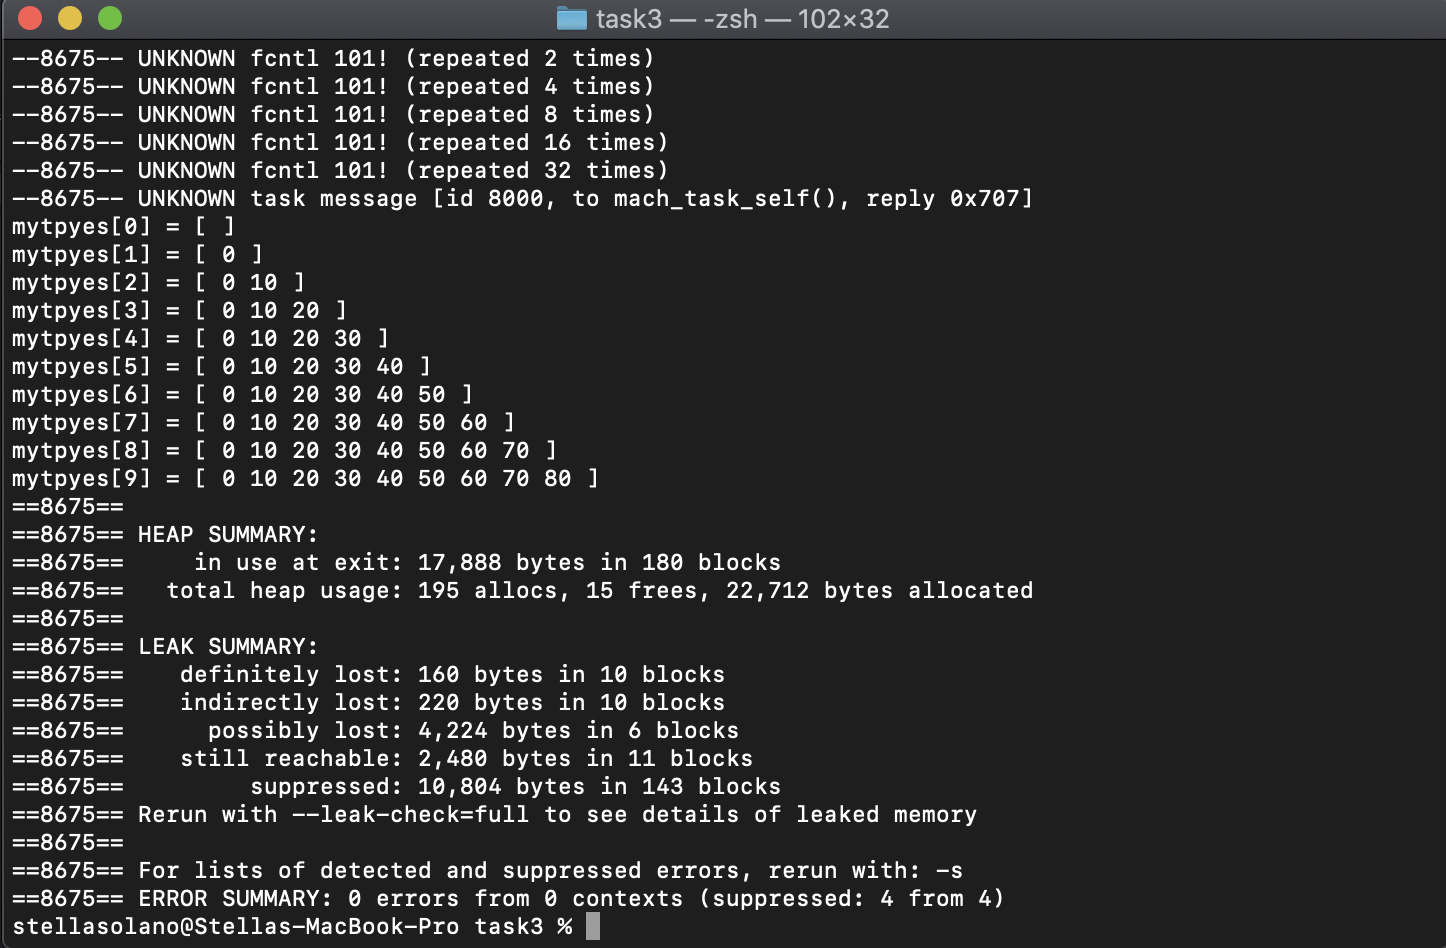 task3 — -zsh — 102×32
--8675-- UNKNOWN fcntl 101! (repeated 2 times)
--8675-- UNKNOWN fcntl 101! (repeated 4 times)
--8675-- UNKNOWN fcntl 101! (repeated 8 times)
--8675-- UNKNOWN fcntl 101! (repeated 16 times)
--8675-- UNKNOWN fcntl 101! (repeated 32 times)
--8675-- UNKNOWN task message [id 8000, to mach_task_self(), reply 0x707]
mytpyes[0] = [ ]
mytpyes[1] = [ 0 ]
mytpyes[2] = [ 0 10 ]
mytpyes[3] = [ 0 10 20 ]
mytpyes[4] = [ 0 10 20 30 ]
mytpyes[5] = [ 0 10 20 30 40 ]
mytpyes[6] = [ 0 10 20 30 40 50 ]
mytpyes[7] = [ 0 10 20 30 40 50 60 ]
mytpyes[8] = [ 0 10 20 30 40 50 60 70 ]
mytpyes[9] = [ 0 10 20 30 40 50 60 70 80 ]
==8675==
==8675== HEAP SUMMARY:
==8675==     in use at exit: 17,888 bytes in 180 blocks
==8675==   total heap usage: 195 allocs, 15 frees, 22,712 bytes allocated
==8675==
==8675== LEAK SUMMARY:
==8675==    definitely lost: 160 bytes in 10 blocks
==8675==    indirectly lost: 220 bytes in 10 blocks
==8675==      possibly lost: 4,224 bytes in 6 blocks
==8675==    still reachable: 2,480 bytes in 11 blocks
==8675==         suppressed: 10,804 bytes in 143 blocks
==8675== Rerun with --leak-check=full to see details of leaked memory
==8675==
==8675== For lists of detected and suppressed errors, rerun with: -s
==8675== ERROR SUMMARY: 0 errors from 0 contexts (suppressed: 4 from 4)
stellasolano@Stellas-MacBook-Pro task3 %